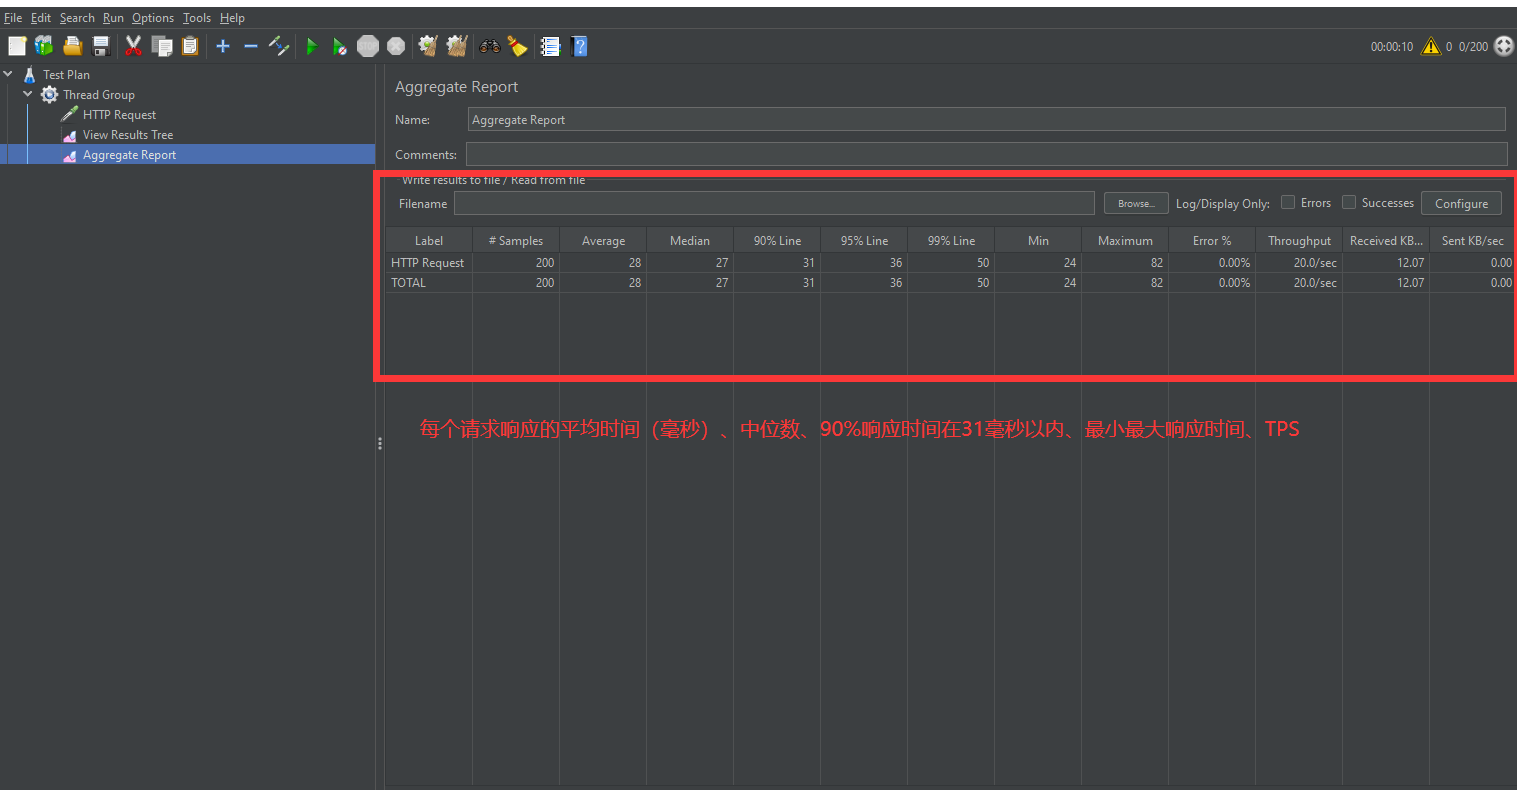 File Edit Search Run Options Tools Help
STOP 00:00:10 0 0/200
Test Plan
Thread Group
HTTP Request
View Results Tree
Aggregate Report
Aggregate Report
Name: Aggregate Report
Comments:
Write results to file / Read from file
Filename Browse... Log/Display Only: Errors Successes Configure
Label # Samples Average Median 90% Line 95% Line 99% Line Min Maximum Error % Throughput Received KB... Sent KB/sec
HTTP Request 200 28 27 31 36 50 24 82 0.00% 20.0/sec 12.07 0.00
TOTAL 200 28 27 31 36 50 24 82 0.00% 20.0/sec 12.07 0.00
每个请求响应的平均时间（毫秒）、中位数、90%响应时间在31毫秒以内、最小最大响应时间、TPS